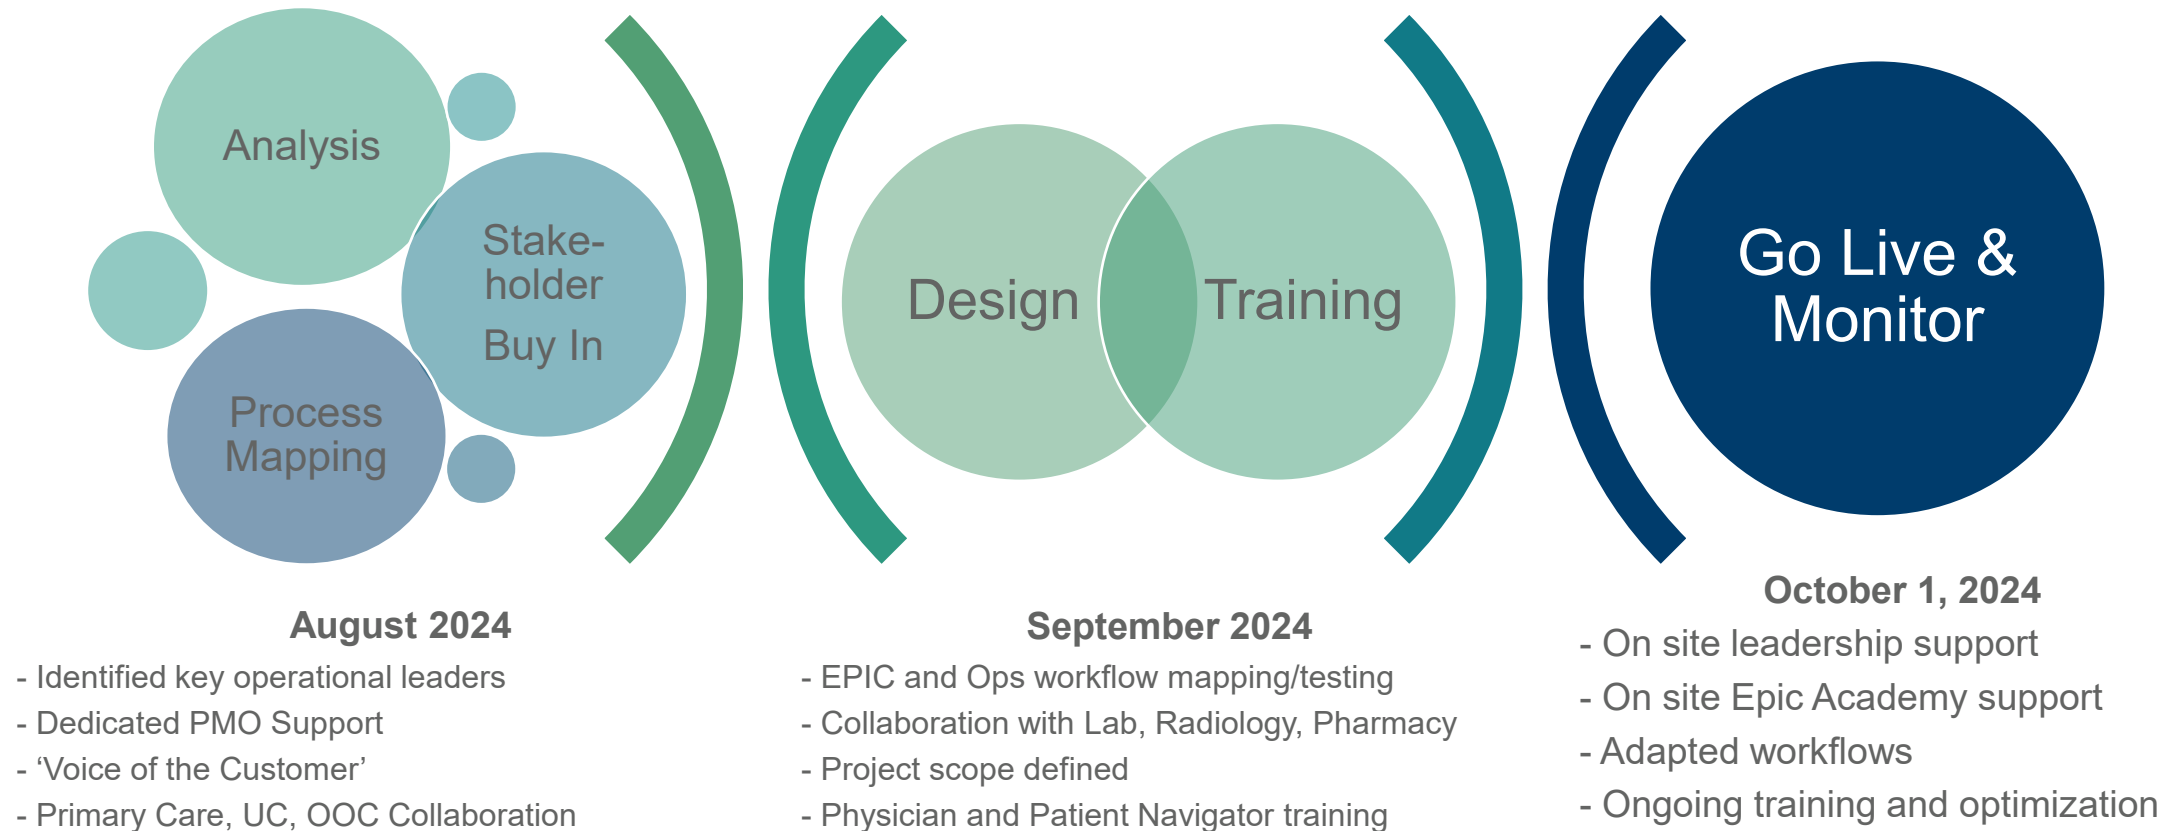 Analysis
Stake-
holder
Buy In
Process
Mapping
Design
Training
Go Live &
Monitor
August 2024
- Identified key operational leaders
- Dedicated PMO Support
- ‘Voice of the Customer’
- Primary Care, UC, OOC Collaboration
September 2024
- EPIC and Ops workflow mapping/testing
- Collaboration with Lab, Radiology, Pharmacy
- Project scope defined
- Physician and Patient Navigator training
October 1, 2024
- On site leadership support
- On site Epic Academy support
- Adapted workflows
- Ongoing training and optimization